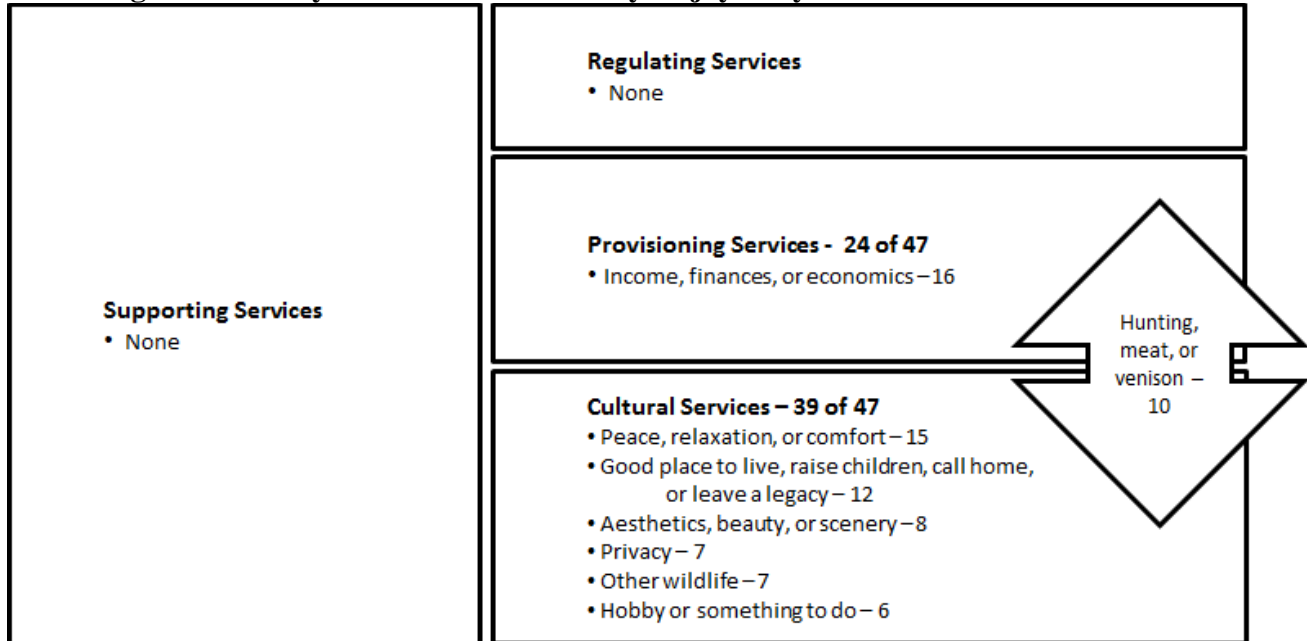 Supporting Services
• None
Regulating Services
• None
Provisioning Services - 24 of 47
• Income, finances, or economics – 16
Cultural Services – 39 of 47
• Peace, relaxation, or comfort – 15
• Good place to live, raise children, call home,
or leave a legacy – 12
• Aesthetics, beauty, or scenery – 8
• Privacy – 7
• Other wildlife – 7
• Hobby or something to do – 6
Hunting,
meat, or
venison –
10